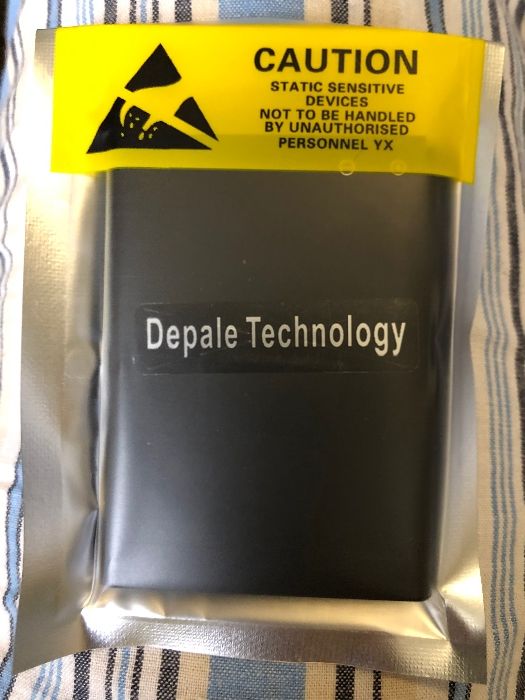 CAUTION
STATIC SENSITIVE
DEVICES
NOT TO BE HANDLED
BY UNAUTHORISED
PERSONNEL YX
Depale Technology